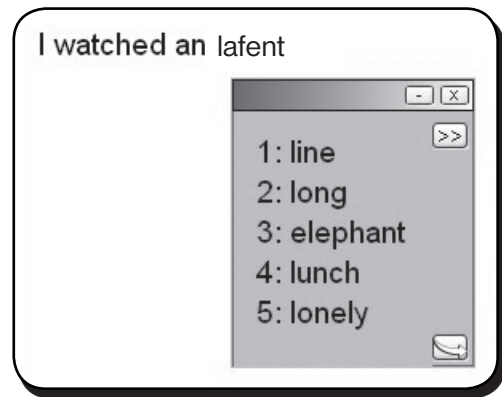 I watched an lafent
- x
>>
1: line
2: long
3: elephant
4: lunch
5: lonely